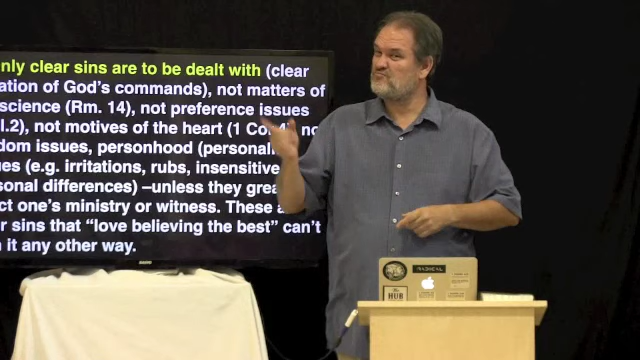 nly clear sins are to be dealt with (clear
ation of God's commands), not matters of
science (Rm. 14), not preference issues
not motives of the heart (1 Co
dom issues, personhood (personal
ues (e.g. irritations, rubs, insensitive
sonal differences) –unless they grea
ct one's ministry or witness. These a
r sins that “love believing the best” can't
it any other way.
RADICAL
HUB